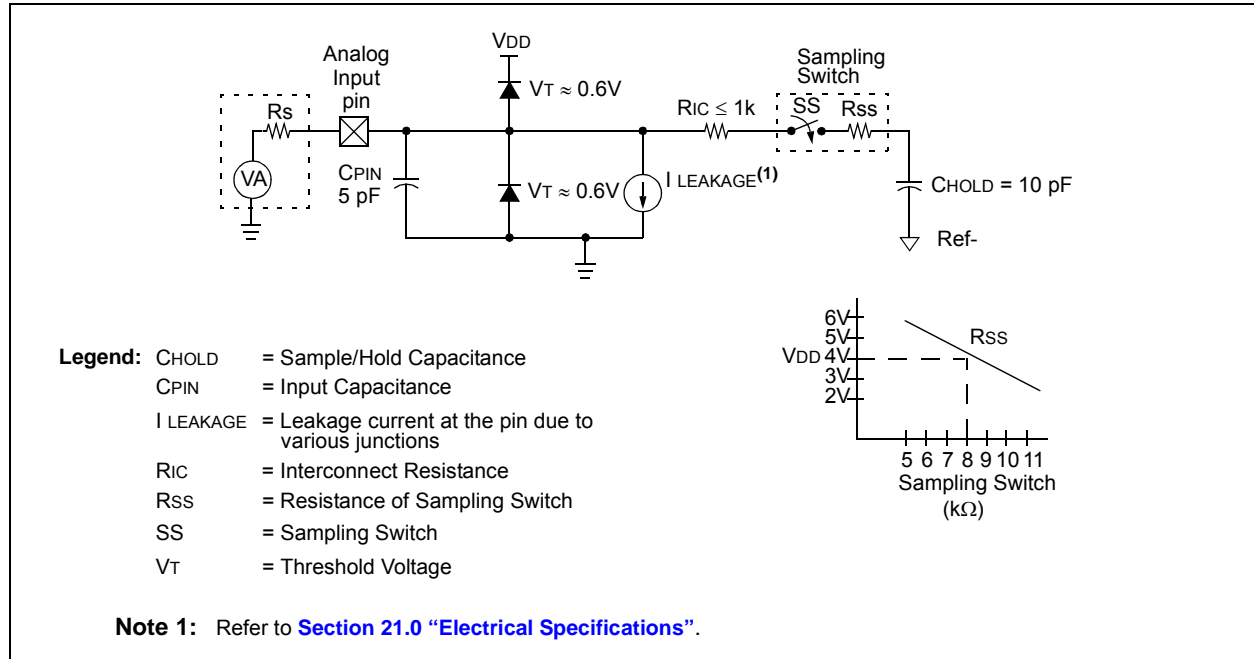 VDD
Analog
Input
pin
Sampling
Switch
VT ≈ 0.6V
Rs
RIC ≤ 1k
SS
Rss
VA
CPIN
5 pF
VT ≈ 0.6V
I LEAKAGE(1)
CHOLD = 10 pF
Ref-
6V
5V
VDD 4V
3V
2V
RSS
5 6 7 8 9 10 11
Sampling Switch
(kΩ)
Legend: CHOLD = Sample/Hold Capacitance
CPIN = Input Capacitance
I LEAKAGE = Leakage current at the pin due to
various junctions
RIC = Interconnect Resistance
RSS = Resistance of Sampling Switch
SS = Sampling Switch
VT = Threshold Voltage
Note 1: Refer to Section 21.0 “Electrical Specifications”.